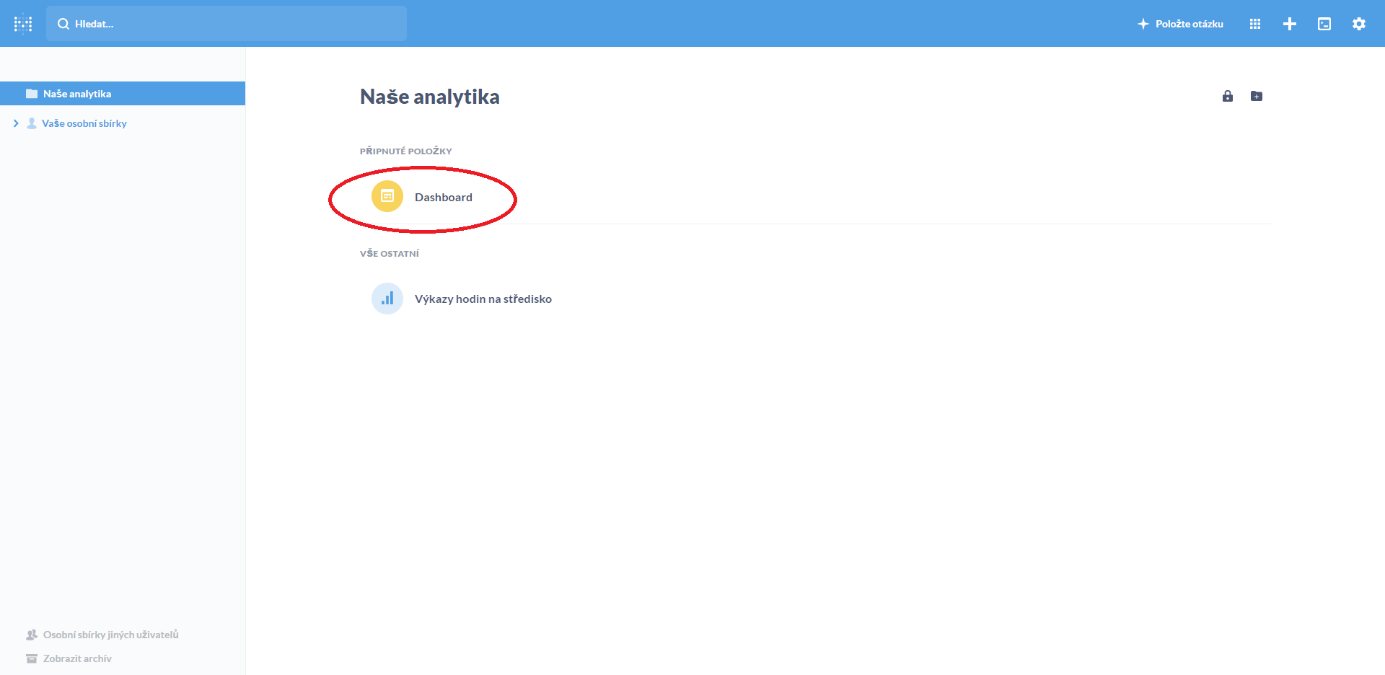 Hledat...
Položte otázku
Naše analytika
Vaše osobní sbírky
Naše analytika
PŘIPNUTÉ POLOŽKY
Dashboard
VŠE OSTATNÍ
Výkazy hodin na středisko
Osobní sbírky jiných uživatelů
Zobrazit archiv